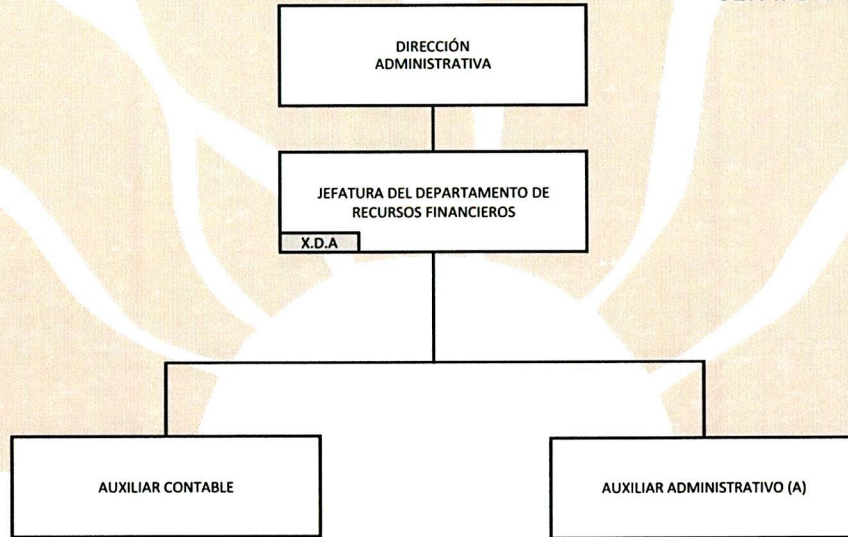 DIRECCIÓN
ADMINISTRATIVA
JEFATURA DEL DEPARTAMENTO DE
RECURSOS FINANCIEROS
X.D.A
AUXILIAR CONTABLE
AUXILIAR ADMINISTRATIVO (A)